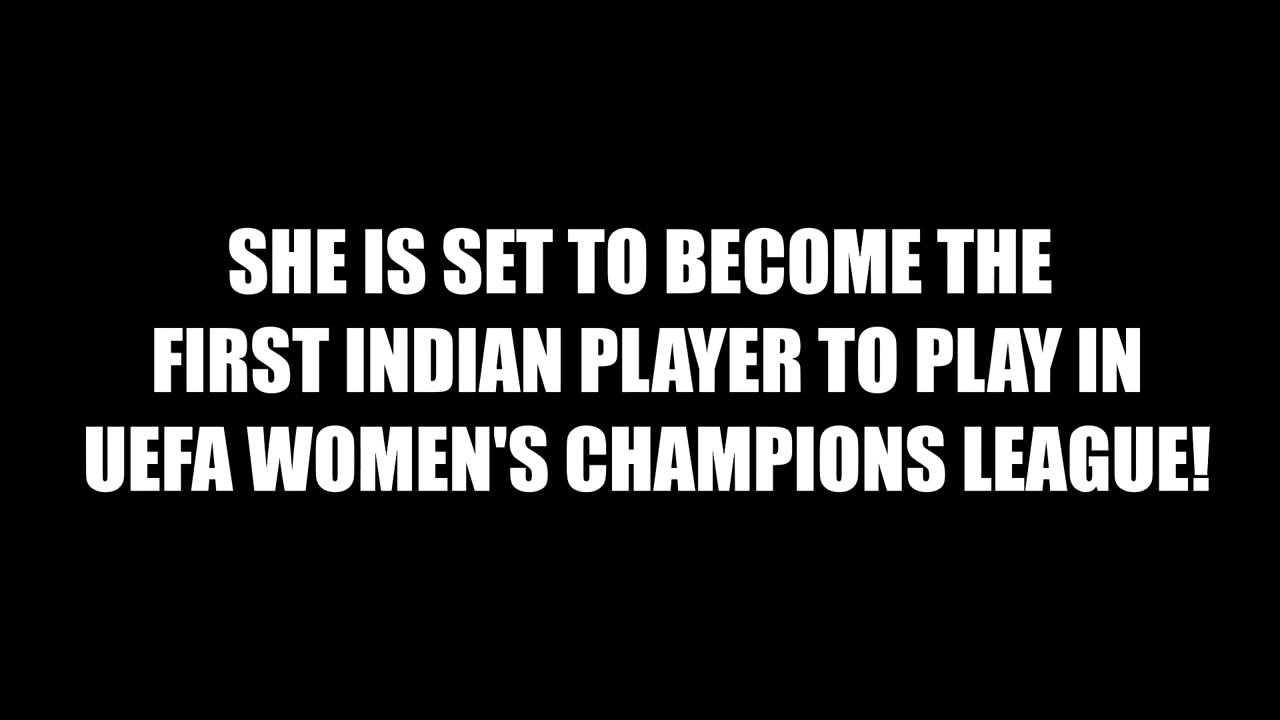 SHE IS SET TO BECOME THE
FIRST INDIAN PLAYER TO PLAY IN
UEFA WOMEN'S CHAMPIONS LEAGUE!